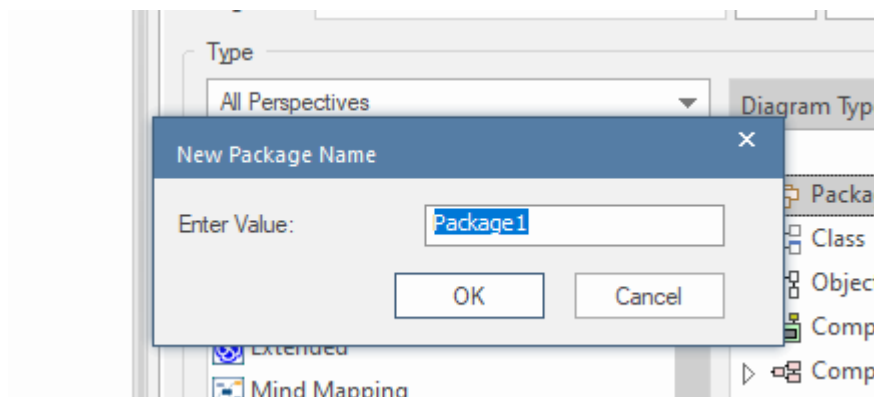 Type
All Perspectives
Diagram Typ
New Package Name
Packa
Enter Value:
Package1
Class
Objec
OK
Cancel
Comp
Extended
Comp
Mind Mapping